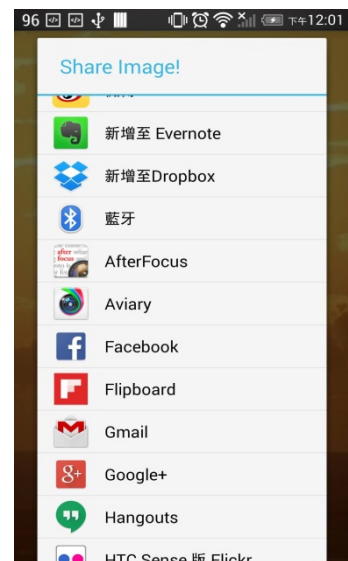 96 下午12:01
Share Image!
新增至 Evernote
新增至Dropbox
藍牙
AfterFocus
Aviary
Facebook
Flipboard
Gmail
Google+
Hangouts
HTC Sense 版 Flickr